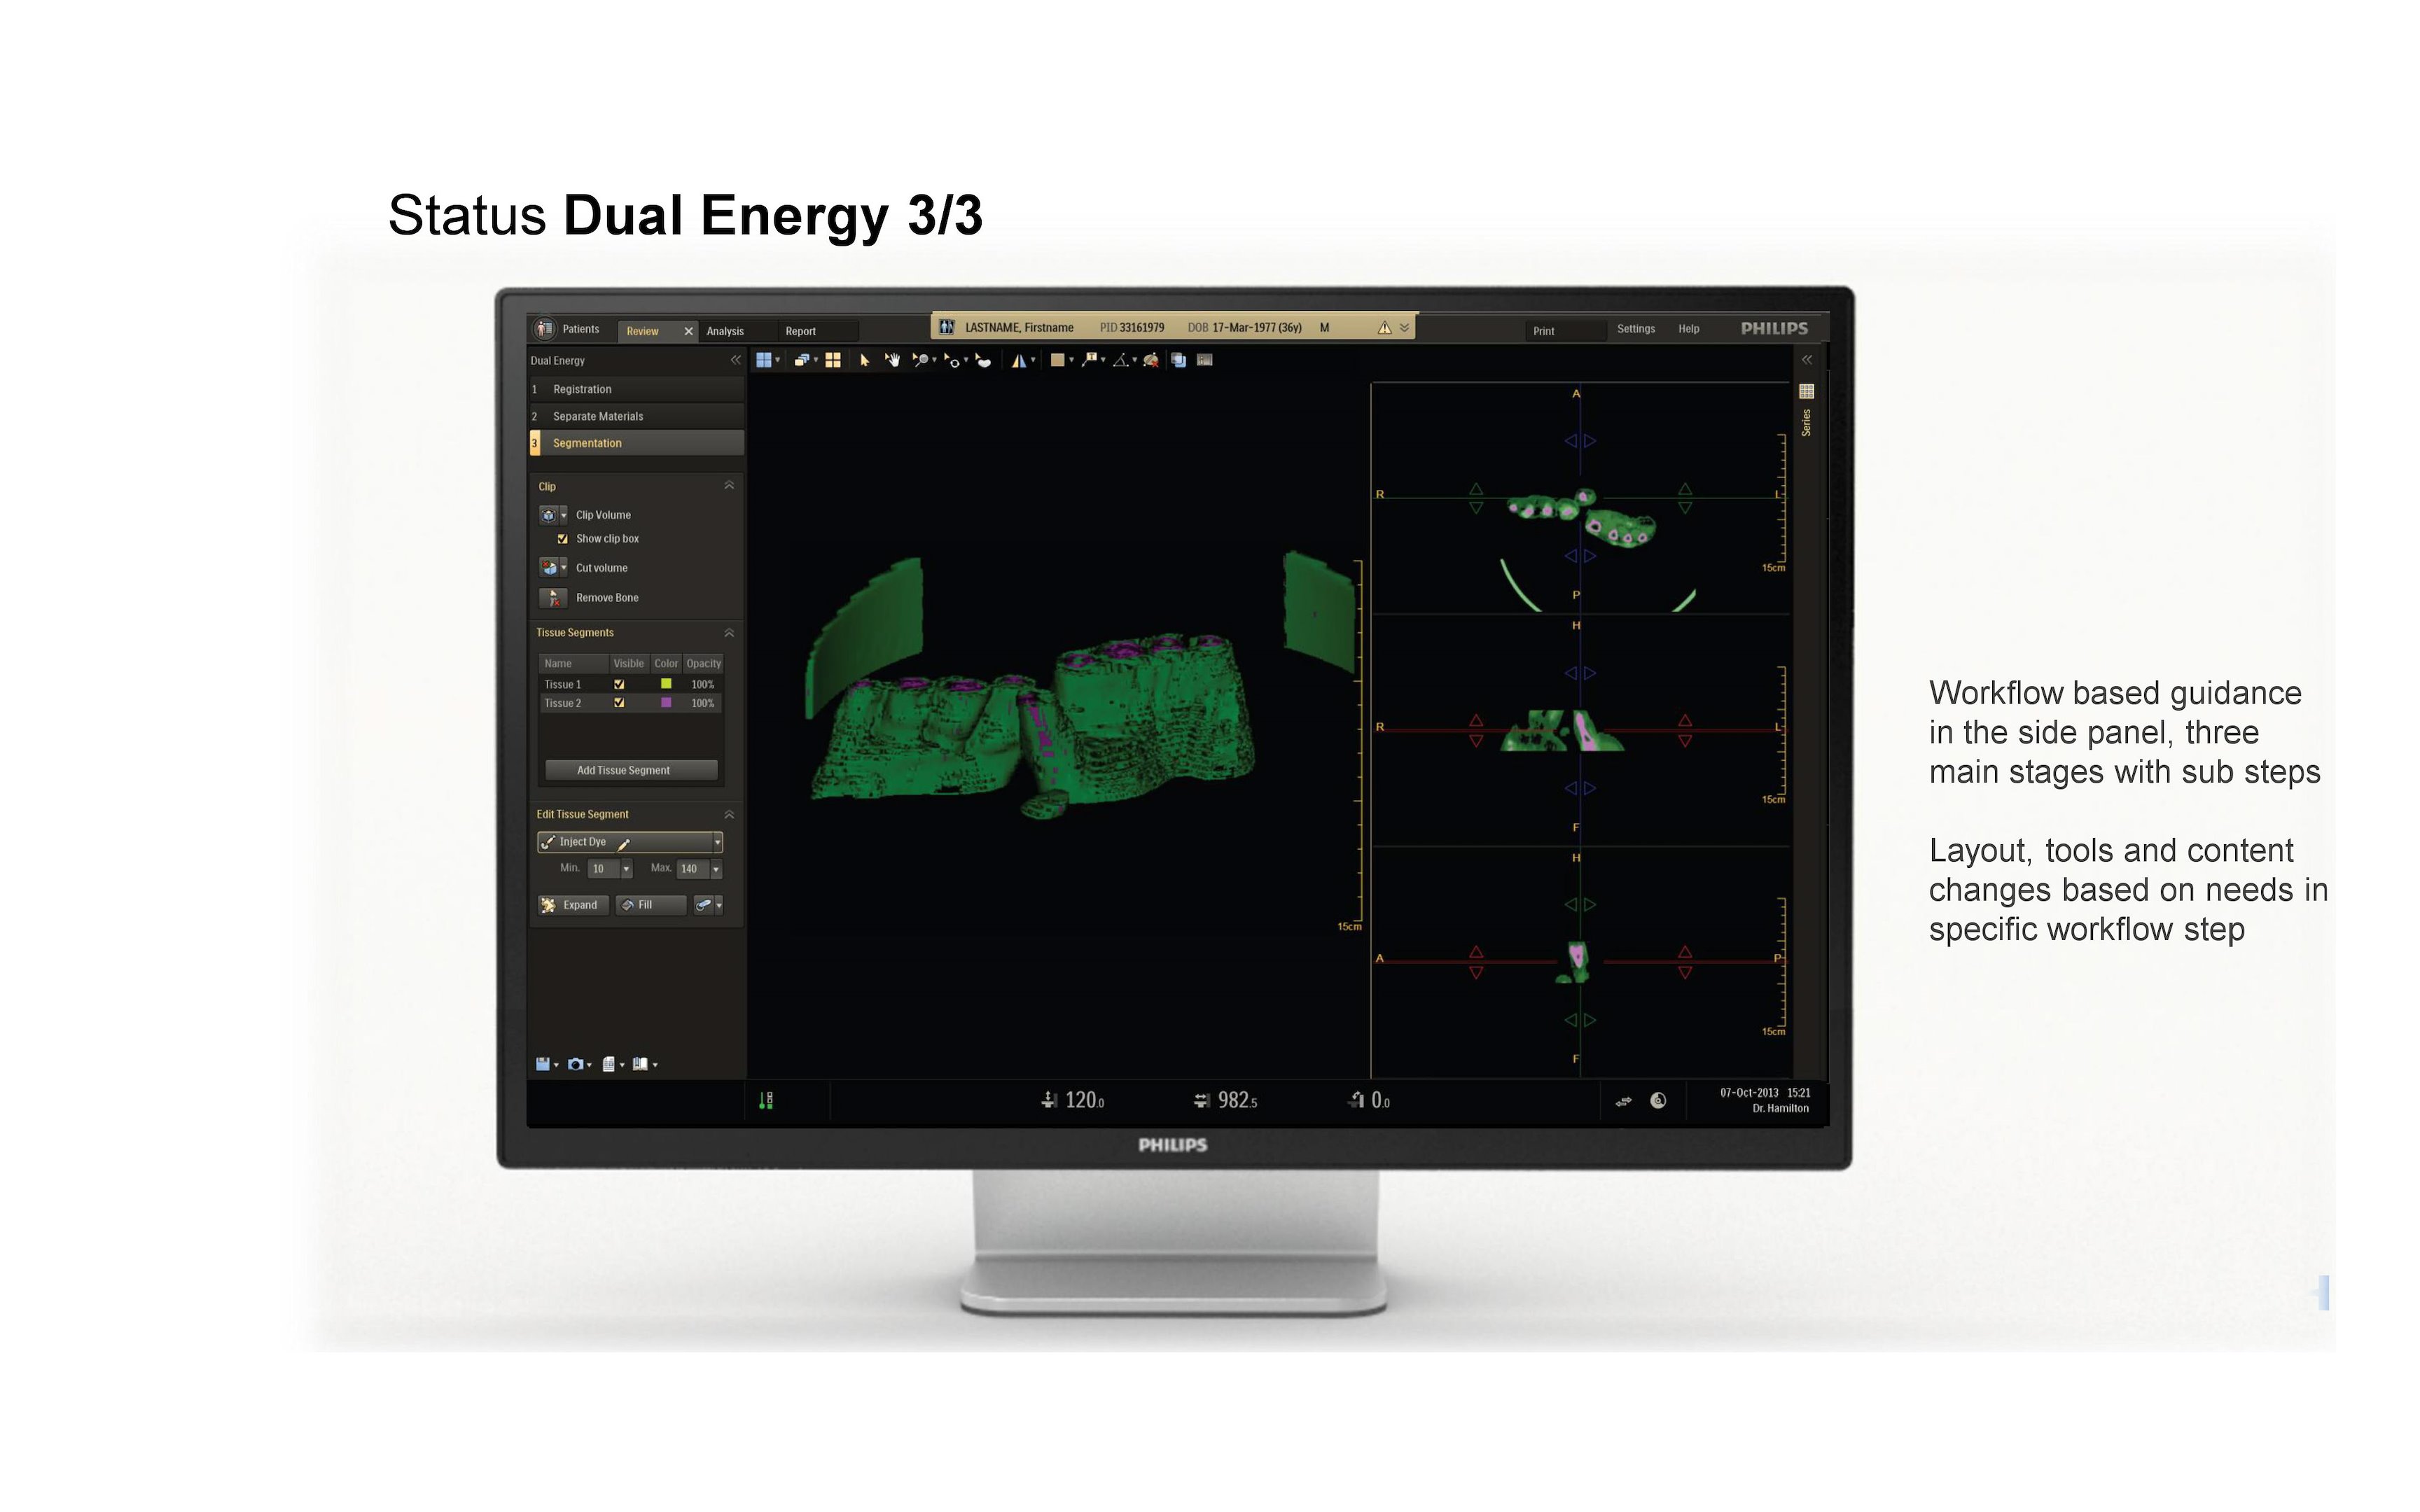 Status Dual Energy 3/3
Patients
Review
Analysis
Report
LASTNAME, Firstname PID 33161979 DOB 17-Mar-1977 (36y) M
Print
Settings
Help
PHILIPS
Dual Energy
1 Registration
2 Separate Materials
3 Segmentation
Clip
Clip Volume
Show clip box
Cut volume
Remove Bone
Tissue Segments
Name Visible Color Opacity
Tissue 1 100%
Tissue 2 100%
Add Tissue Segment
Edit Tissue Segment
Inject Dye
Min. 10 Max. 140
Expand Fill
15cm
A
R L
15cm
P
H
R L
15cm
F
H
A P
15cm
F
Series
120.0 982.5 0.0
07-Oct-2013 15:21
Dr. Hamilton
PHILIPS
Workflow based guidance
in the side panel, three
main stages with sub steps
Layout, tools and content
changes based on needs in
specific workflow step